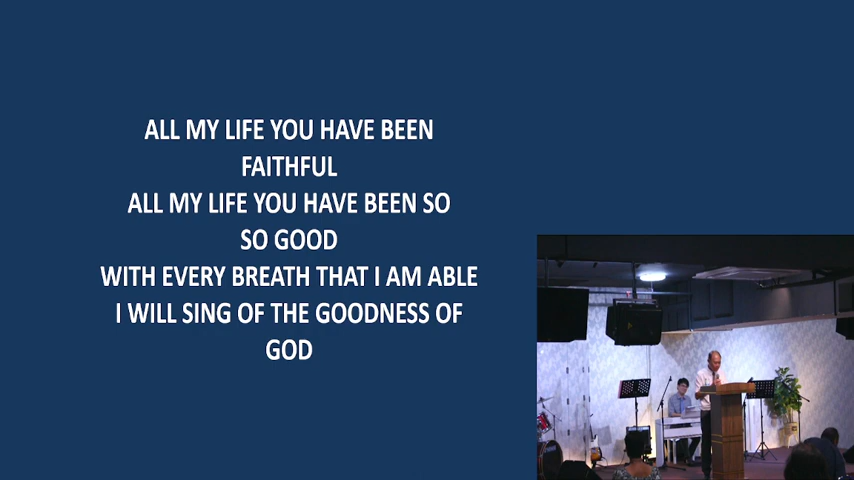 ALL MY LIFE YOU HAVE BEEN
FAITHFUL
ALL MY LIFE YOU HAVE BEEN SO
SO GOOD
WITH EVERY BREATH THAT I AM ABLE
I WILL SING OF THE GOODNESS OF
GOD